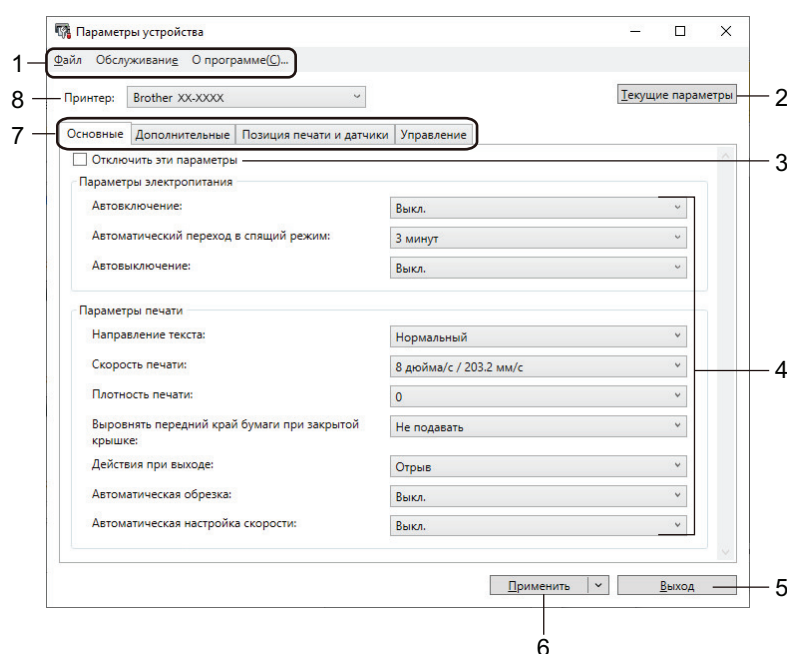 Параметры устройства
1
Файл Обслуживание О программе(С)...
8
Принтер: Brother XX-XXXX
Текущие параметры
2
7
Основные Дополнительные Позиция печати и датчики Управление
Отключить эти параметры
3
Параметры электропитания
Автовключение: Выкл.
Автоматический переход в спящий режим: 3 минут
Автовыключение: Выкл.
Параметры печати
Направление текста: Нормальный
Скорость печати: 8 дюйма/с / 203.2 мм/с
4
Плотность печати: 0
Выровнять передний край бумаги при закрытой
крышке:
Не подавать
Действия при выходе: Отрыв
Автоматическая обрезка: Выкл.
Автоматическая настройка скорости: Выкл.
Применить
Выход
5
6